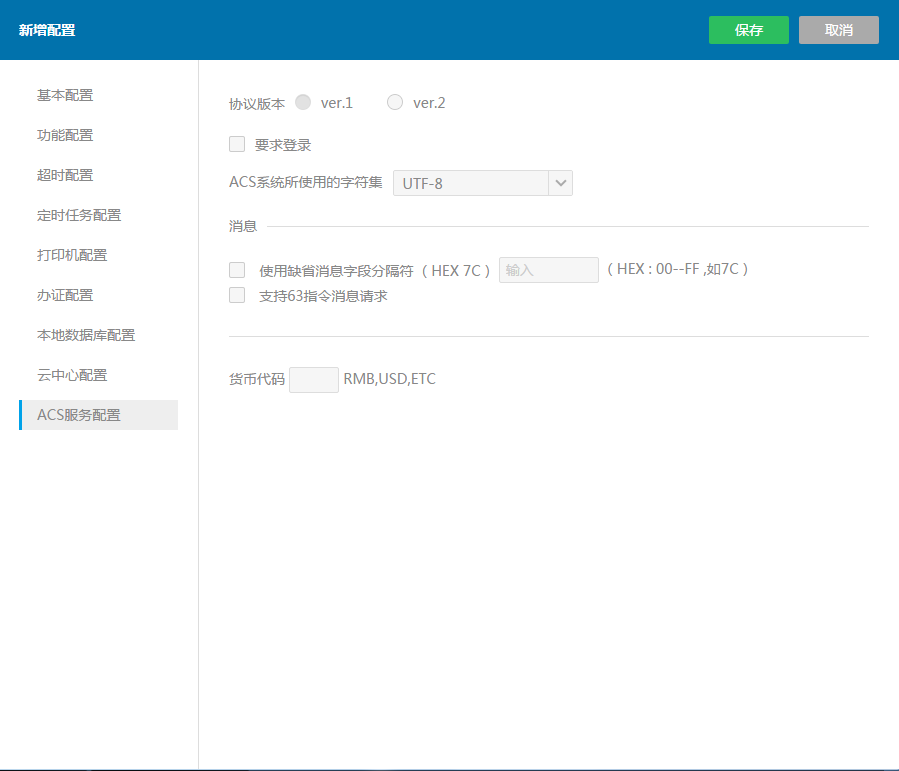 新增配置
保存
取消
基本配置
功能配置
超时配置
定时任务配置
打印机配置
办证配置
本地数据库配置
云中心配置
ACS服务配置
协议版本 ver.1 ver.2
要求登录
ACS系统所使用的字符集 UTF-8
消息
使用缺省消息字段分隔符 ( HEX 7C ) 输入 ( HEX : 00--FF ,如7C )
支持63指令消息请求
货币代码 RMB,USD,ETC